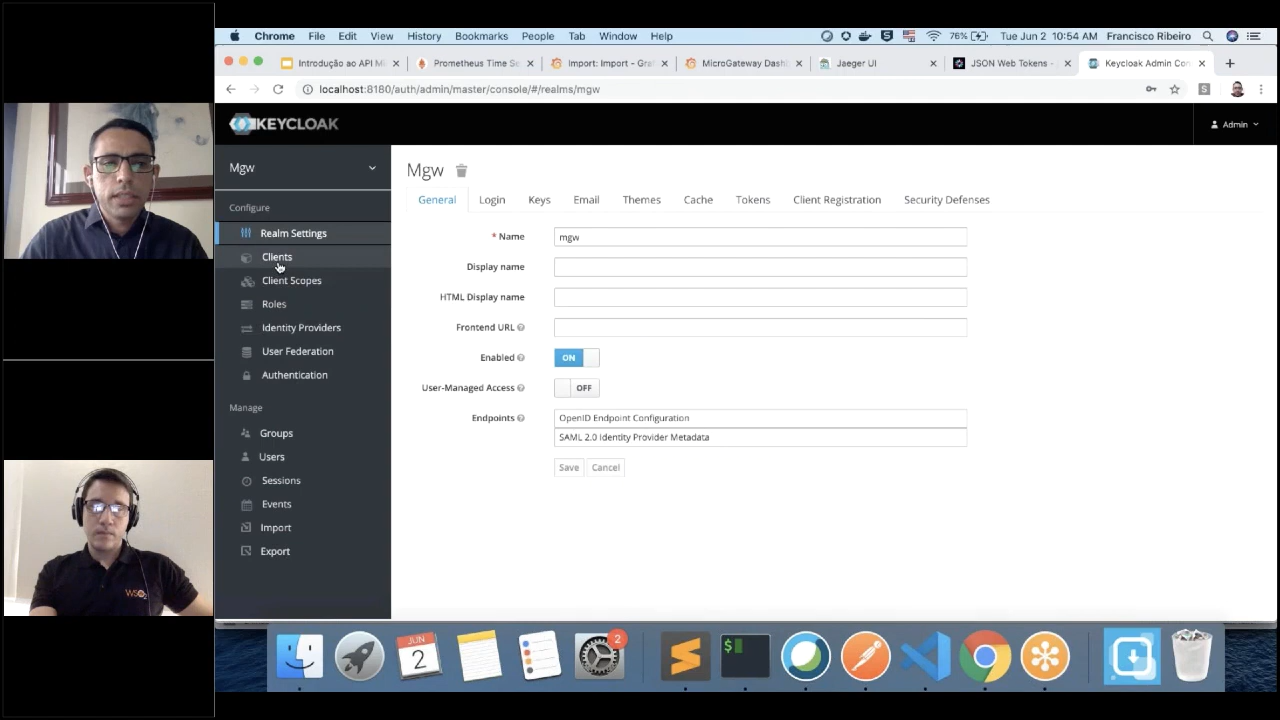 Chrome File Edit View History Bookmarks People Tab Window Help 76% Tue Jun 2 10:54 AM Francisco Ribeiro
Introdução ao API Mi Prometheus Time Se Import: Import - Graf MicroGateway Dash Jaeger UI JSON Web Tokens - Keycloak Admin Con
localhost:8180/auth/admin/master/console/#/realms/mgw S
KEYCLOAK Admin
Mgw
Configure
Realm Settings
Clients
Client Scopes
Roles
Identity Providers
User Federation
Authentication
Manage
Groups
Users
Sessions
Events
Import
Export
Mgw
General Login Keys Email Themes Cache Tokens Client Registration Security Defenses
* Name mgw
Display name
HTML Display name
Frontend URL
Enabled ON
User-Managed Access OFF
Endpoints OpenID Endpoint Configuration
SAML 2.0 Identity Provider Metadata
Save Cancel
WSO2
JUN
2
2
$